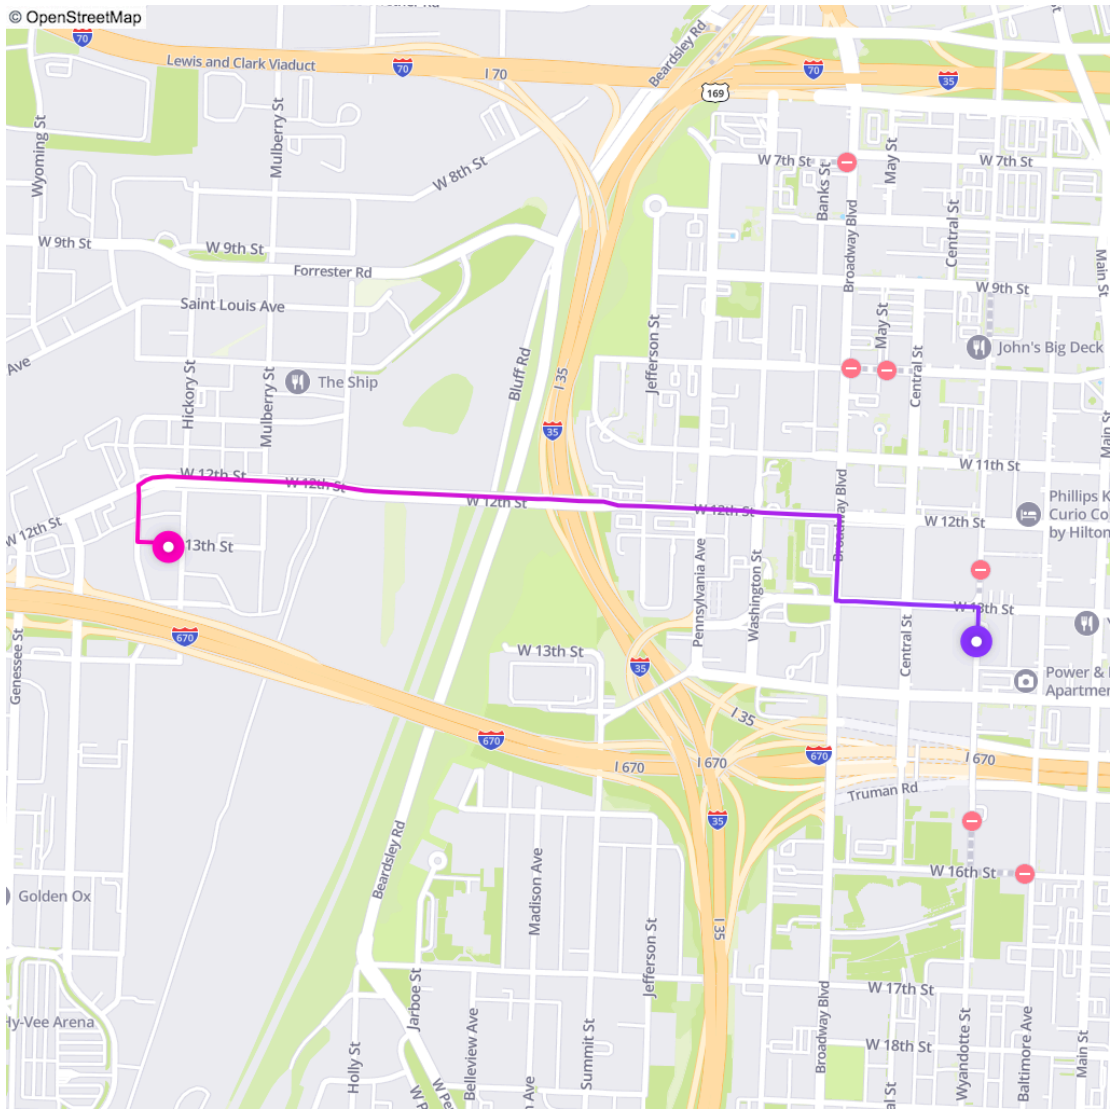 © OpenStreetMap
70
Lewis and Clark Viaduct
70
I 70
Beardsley Rd
169
70
35
Wyoming St
Mulberry St
W 8th St
W 7th St
W 7th St
Banks St
May St
Central St
Broadway Blvd
Main St
W 9th St
W 9th St
Forrester Rd
Saint Louis Ave
W 9th St
May St
John's Big Deck
Ave
Hickory St
Mulberry St
The Ship
Bluff Rd
I 35
35
Jefferson St
Central St
Main St
W 11th St
W 12th St
W 12th St
W 12th St
W 12th St
W 12th St
W 12th St
Broadway Blvd
Phillips K
Curio Co
by Hilton
13th St
Pennsylvania Ave
Washington St
W 13th St
670
Genessee St
W 13th St
35
Central St
Power &
Apartmen
I 35
670
I 670
I 670
670
I 670
Truman Rd
35
Beardsley Rd
Madison Ave
W 16th St
Golden Ox
I 35
Jefferson St
Jarboe St
W 17th St
Hy-Vee Arena
Holly St
Belleview Ave
Summit St
Broadway Blvd
W 18th St
Wyandotte St
Baltimore Ave
Main St